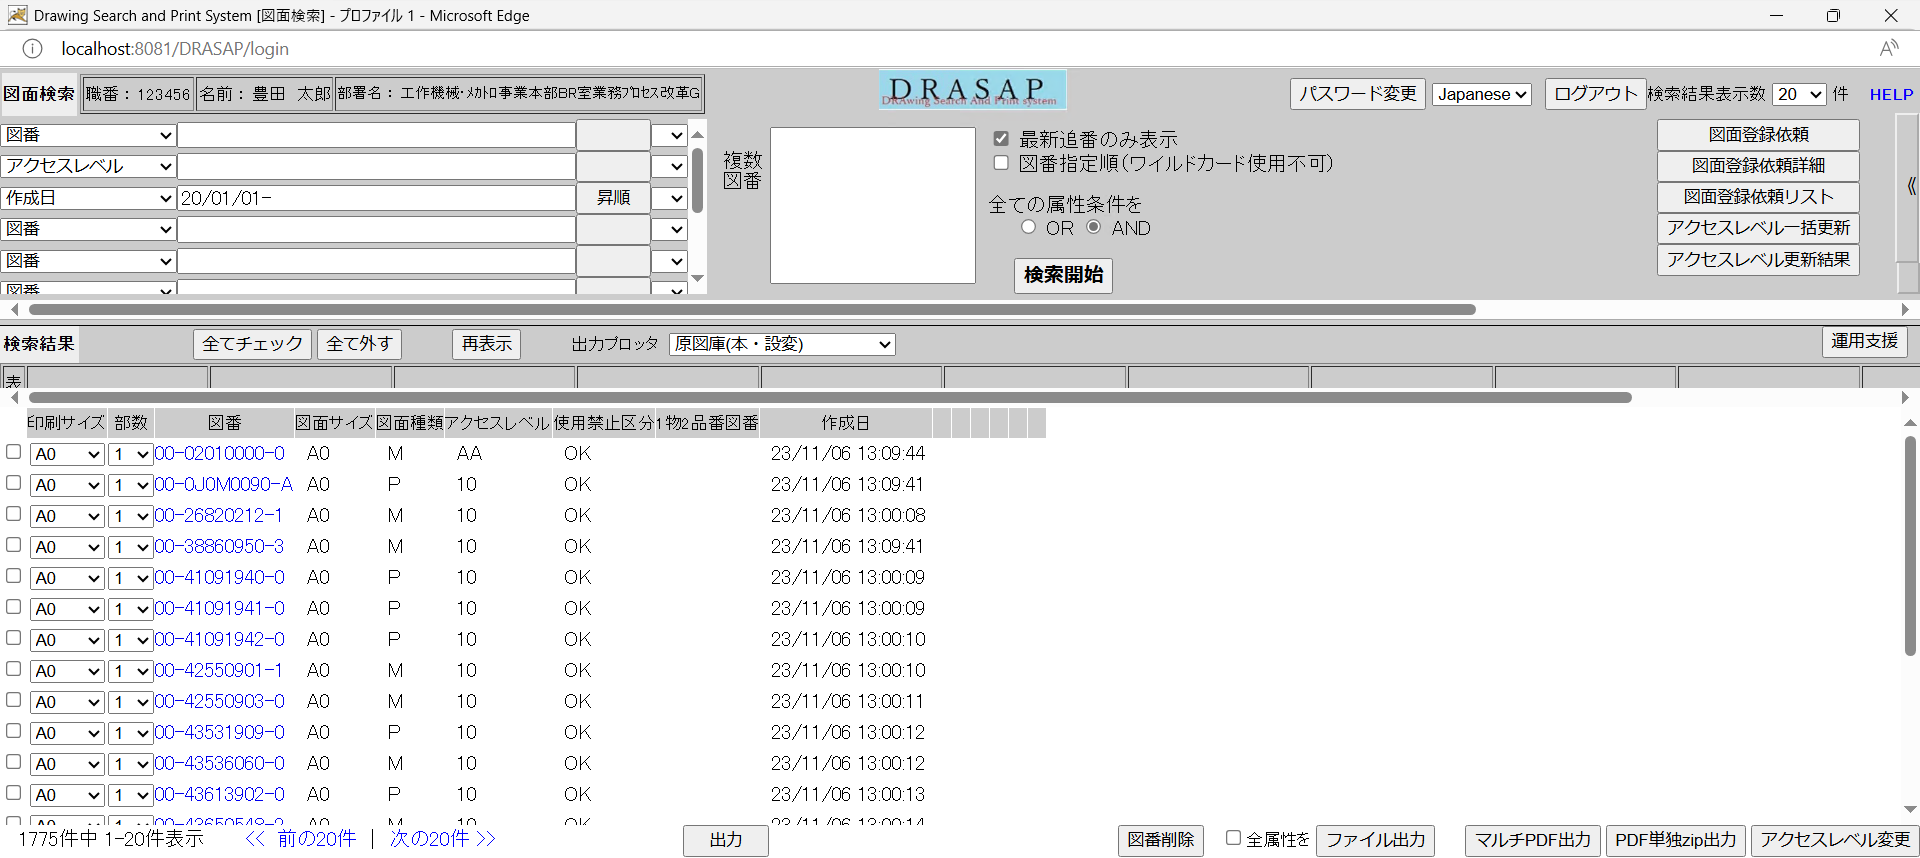 Drawing Search and Print System [図面検索] - プロファイル 1 - Microsoft Edge
localhost:8081/DRASAP/login
図面検索 職番： 123456 名前： 豊田　太郎 部署名： 工作機械･ﾒｶﾄﾛ事業本部BR室業務ﾌﾟﾛｾｽ改革G
DRASAP
DRAwing Search And Print system
パスワード変更 Japanese ログアウト 検索結果表示数 20 件 HELP
図番
アクセスレベル
作成日 20/01/01- 昇順
図番
図番
図番
複数
図番
最新追番のみ表示
図番指定順(ワイルドカード使用不可)
全ての属性条件を
OR AND
検索開始
図面登録依頼
図面登録依頼詳細
図面登録依頼リスト
アクセスレベル一括更新
アクセスレベル更新結果
《
検索結果 全てチェック 全て外す 再表示 出力プロッタ 原図庫(本・設変) 運用支援
表
印刷サイズ 部数 図番 図面サイズ 図面種類 アクセスレベル 使用禁止区分 1物2品番図番 作成日
A0 1 00-02010000-0 A0 M AA OK 23/11/06 13:09:44
A0 1 00-0J0M0090-A A0 P 10 OK 23/11/06 13:09:41
A0 1 00-26820212-1 A0 M 10 OK 23/11/06 13:00:08
A0 1 00-38860950-3 A0 M 10 OK 23/11/06 13:09:41
A0 1 00-41091940-0 A0 P 10 OK 23/11/06 13:00:09
A0 1 00-41091941-0 A0 P 10 OK 23/11/06 13:00:09
A0 1 00-41091942-0 A0 P 10 OK 23/11/06 13:00:10
A0 1 00-42550901-1 A0 M 10 OK 23/11/06 13:00:10
A0 1 00-42550903-0 A0 M 10 OK 23/11/06 13:00:11
A0 1 00-43531909-0 A0 P 10 OK 23/11/06 13:00:12
A0 1 00-43536060-0 A0 M 10 OK 23/11/06 13:00:12
A0 1 00-43613902-0 A0 P 10 OK 23/11/06 13:00:13
A0 1 00-43650548-2 A0 M 10 OK 23/11/06 13:00:14
1775件中 1-20件表示 << 前の20件 | 次の20件 >> 出力 図番削除 全属性を ファイル出力 マルチPDF出力 PDF単独zip出力 アクセスレベル変更